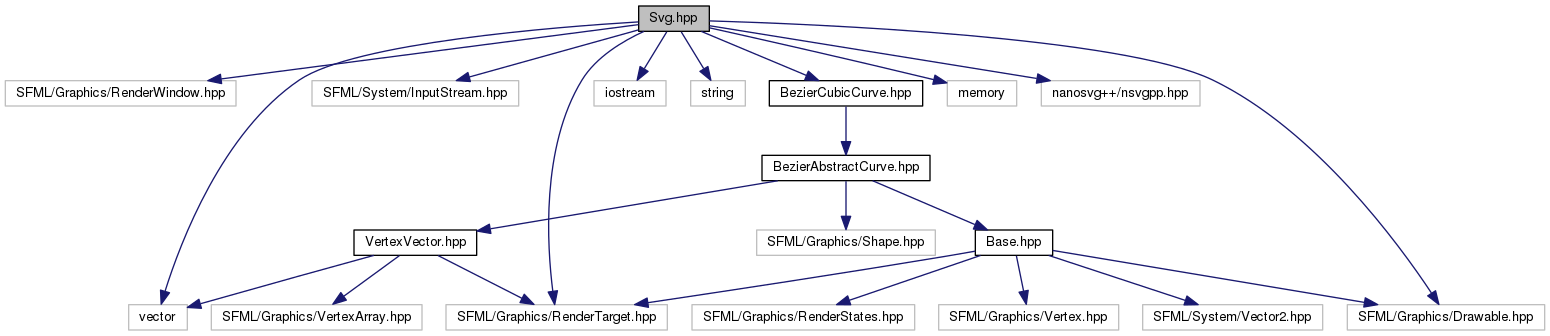 Svg.hpp
SFML/Graphics/RenderWindow.hpp
SFML/System/InputStream.hpp
iostream
string
BezierCubicCurve.hpp
memory
nanosvg++/nsvgpp.hpp
BezierAbstractCurve.hpp
VertexVector.hpp
SFML/Graphics/Shape.hpp
Base.hpp
vector
SFML/Graphics/VertexArray.hpp
SFML/Graphics/RenderTarget.hpp
SFML/Graphics/RenderStates.hpp
SFML/Graphics/Vertex.hpp
SFML/System/Vector2.hpp
SFML/Graphics/Drawable.hpp